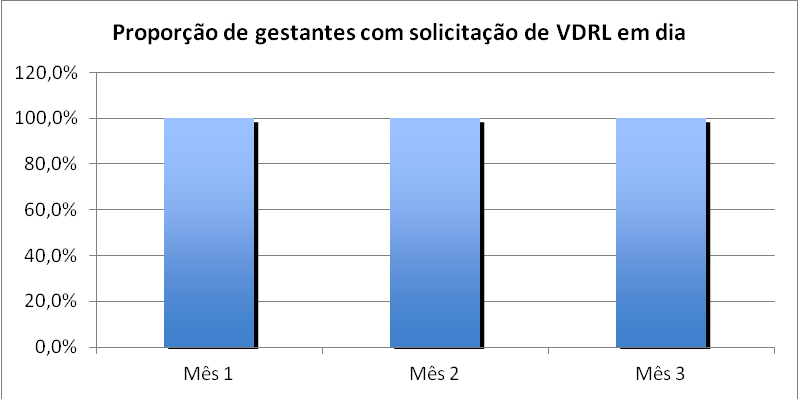 Proporção de gestantes com solicitação de VDRL em dia
120,0%
100,0%
80,0%
60,0%
40,0%
20,0%
0,0%
Mês 1
Mês 2
Mês 3